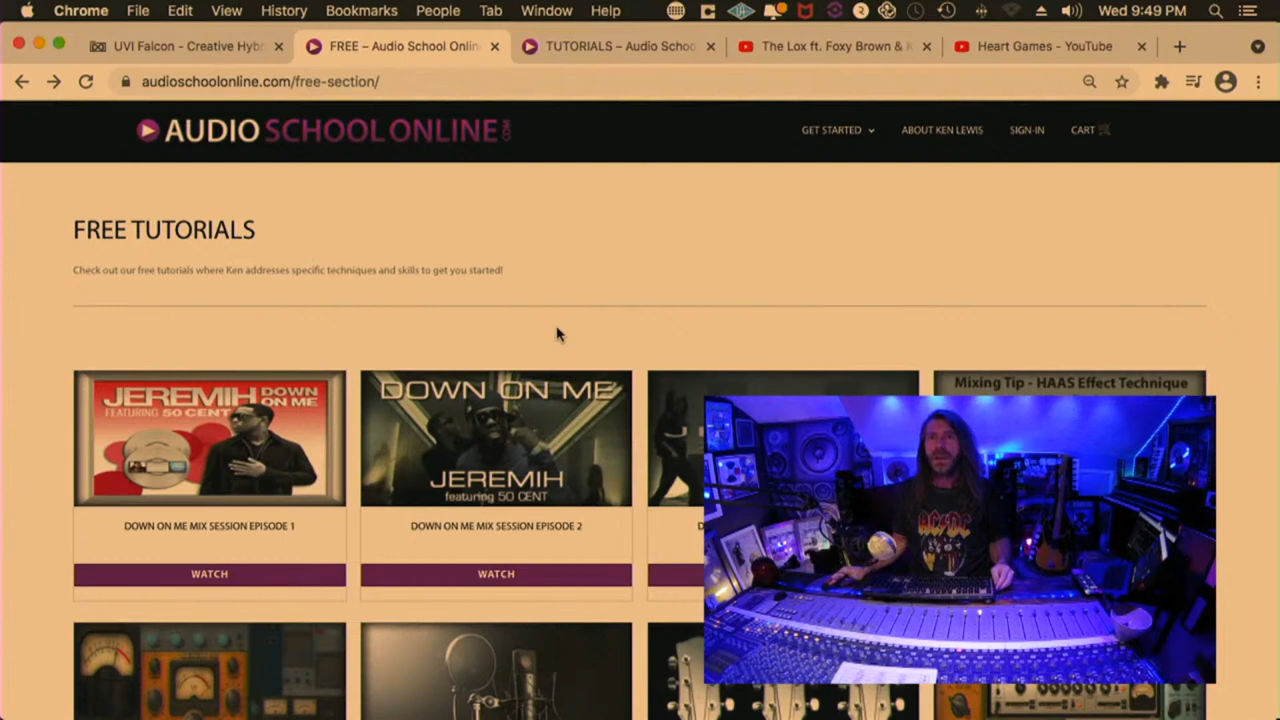 Chrome File Edit View History Bookmarks People Tab Window Help Wed 9:49 PM
UVI Falcon - Creative Hybr
FREE – Audio School Onlin
TUTORIALS – Audio Schoo
The Lox ft. Foxy Brown &
Heart Games - YouTube
audioschoolonline.com/free-section/
AUDIO SCHOOL ONLINE .COM
GET STARTED ABOUT KEN LEWIS SIGN-IN CART
FREE TUTORIALS
Check out our free tutorials where Ken addresses specific techniques and skills to get you started!
JEREMIH DOWN
FEATURING 50 CENT ON ME
DOWN ON ME
JEREMIH
featuring 50 CENT
Mixing Tip - HAAS Effect Technique
DOWN ON ME MIX SESSION EPISODE 1
DOWN ON ME MIX SESSION EPISODE 2
WATCH
WATCH
AC/DC